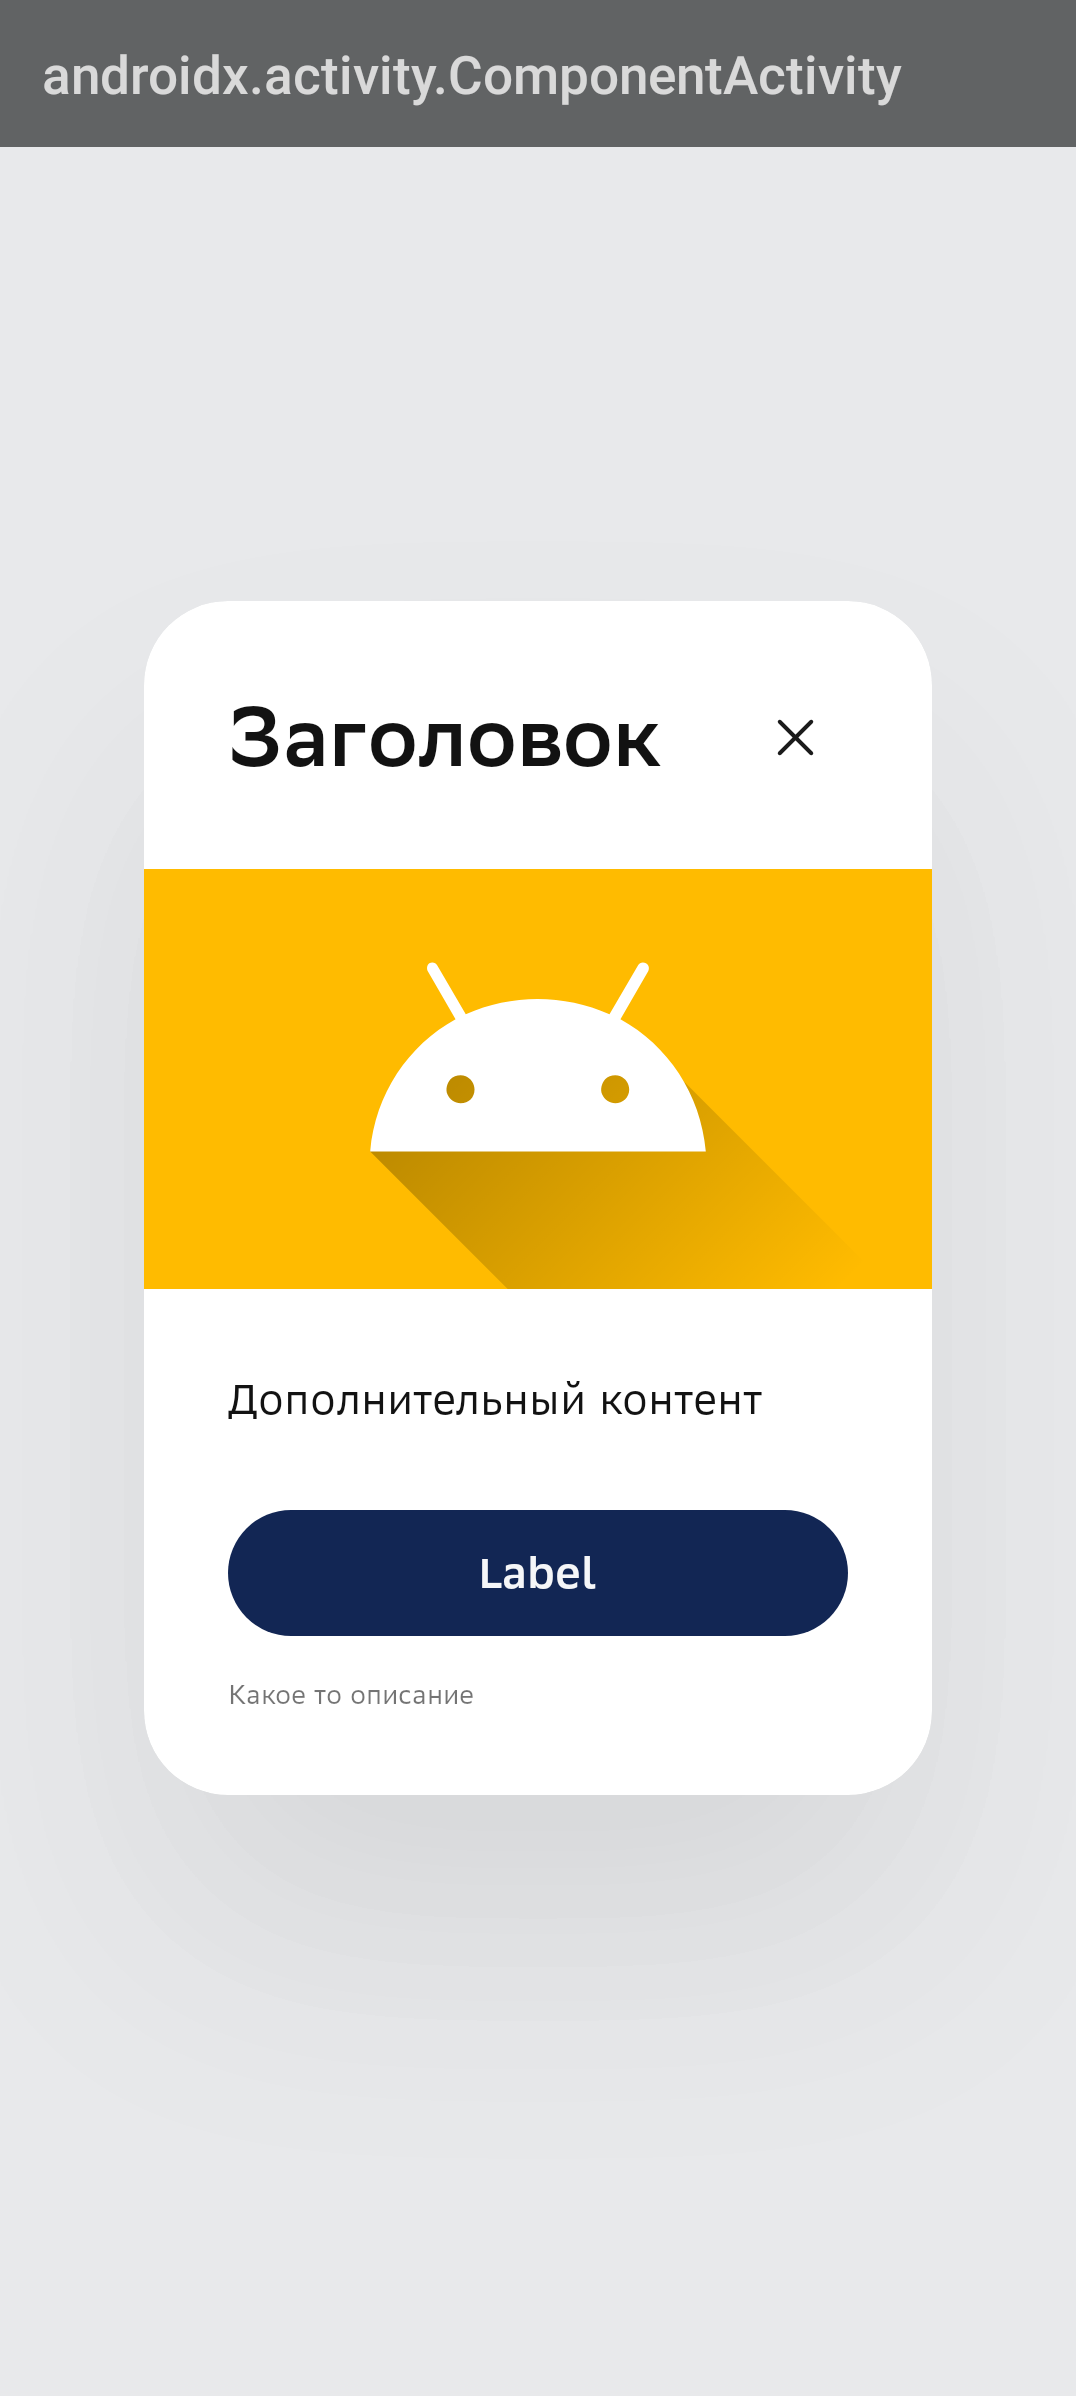 androidx.activity.ComponentActivity
Заголовок
Дополнительный контент
Label
Какое то описание